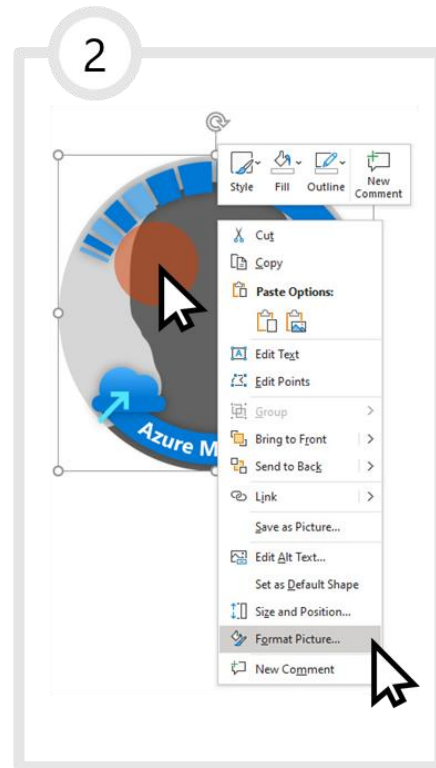 2
Style
Fill
Outline
New
Comment
Cut
Copy
Paste Options:
Edit Text
Edit Points
Group
Bring to Front
Send to Back
Link
Save as Picture...
Edit Alt Text...
Set as Default Shape
Size and Position...
Format Picture...
New Comment
Azure M